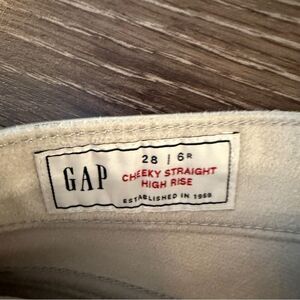 GAP
28 | 6R
CHEEKY STRAIGHT
HIGH RISE
ESTABLISHED IN 1969